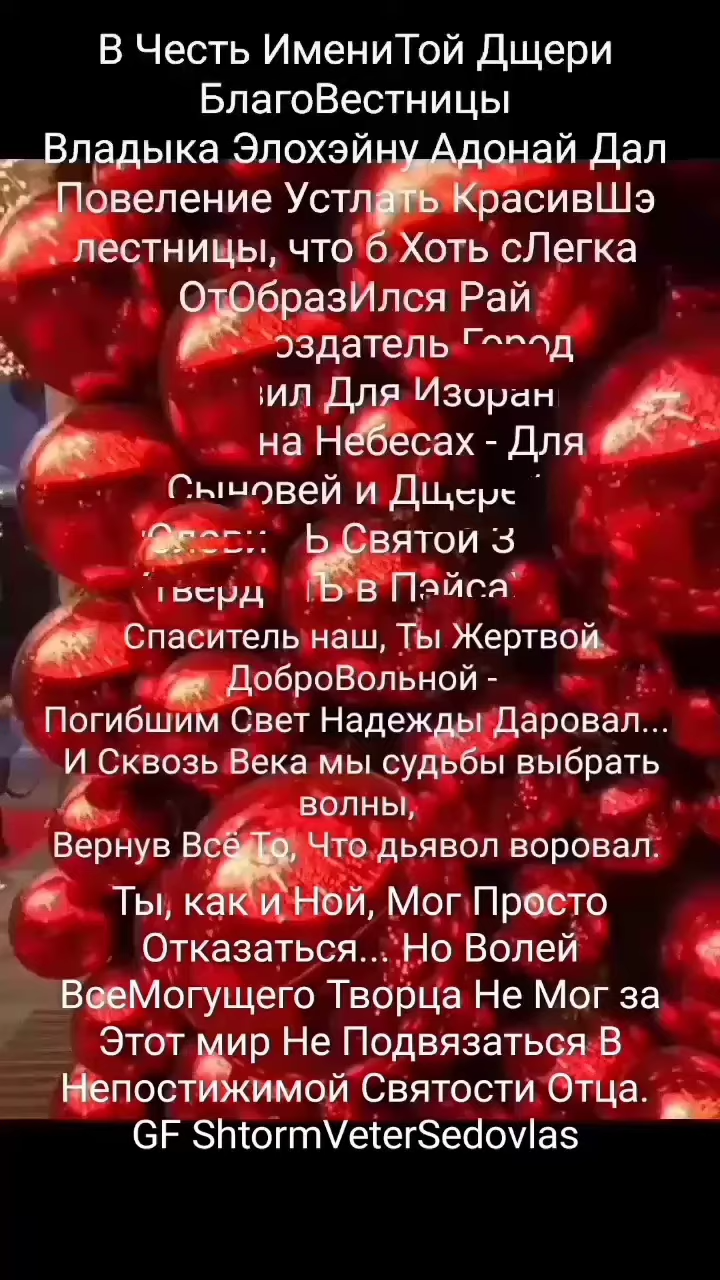 В Честь ИмениТой Дщери
БлагоВестницы
Владыка Элохэйну Адонай Дал
Повеление Устлать КрасивШэ
лестницы, что б Хоть сЛегка
ОтОбразИлся Рай
Город
Для
на Небесах - Для
Сыновей и
Святой
в
Спаситель наш, Ты Жертвой
ДоброВольной -
Погибшим Свет Надежды Даровал...
И Сквозь Века мы судьбы выбрать
волны,
Вернув Всё То, Что дьявол воровал.
Ты, как и Ной, Мог Просто
Отказаться... Но Волей
ВсеМогущего Творца Не Мог за
Этот мир Не Подвязаться В
Непостижимой Святости Отца.
GF ShtormVeterSedovlas